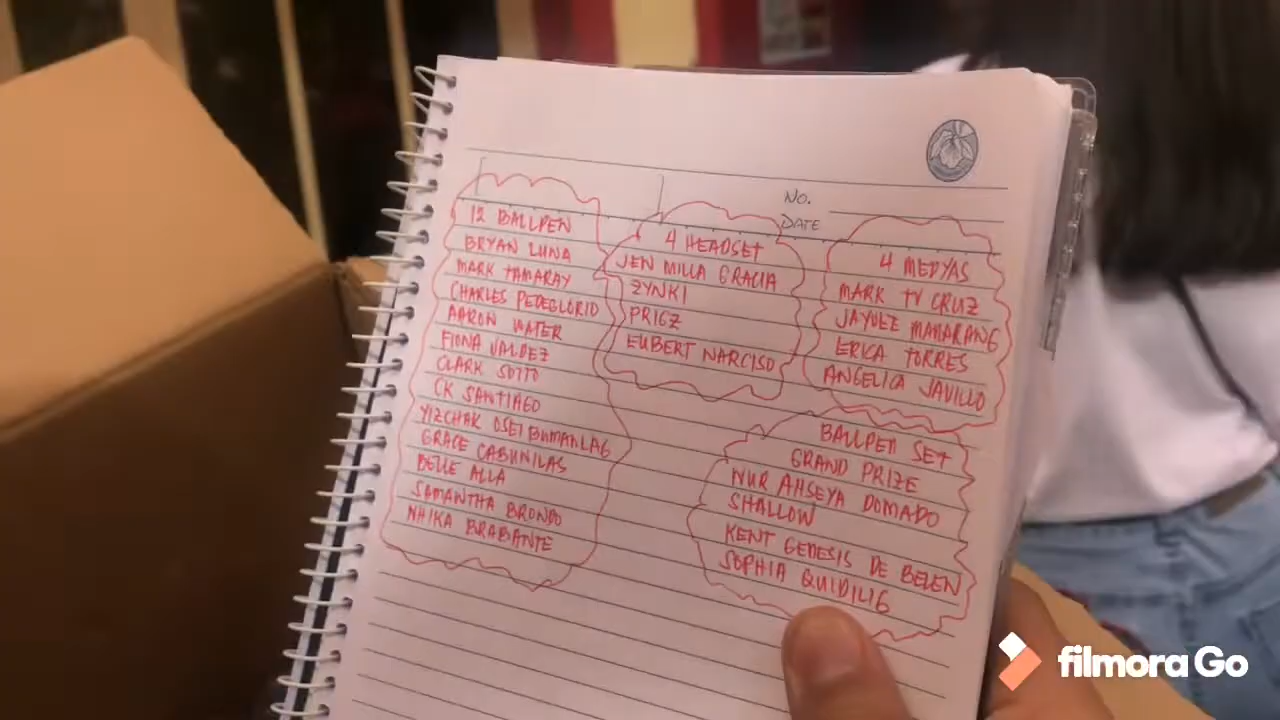 NO.
DATE
12 BALLPEN
BRYAN LUNA
MARK TAMARAY
CHARLES PEDEGLORIO
AARON WATER
FIONA VALDEZ
CLARK SOTTO
CK SANTIAGO
YIZCHAK OSEI BUMANLAG
GRACE CABUNILAS
BELLE ALLA
SAMANTHA BRONDO
NHIKA BRABANTE
4 HEADSET
JEN MILLA GRACIA
ZYNKI
PRIGZ
EUBERT NARCISO
4 MEDYAS
MARK TV CRUZ
JAYVEZ MAMARANG
ERICA TORRES
ANGELICA JAVILLO
BALLPEN SET
GRAND PRIZE
NUR AHSEYA DOMADO
SHALLOW
KENT GENESIS DE BELEN
SOPHIA QUIDILIG
filmora Go